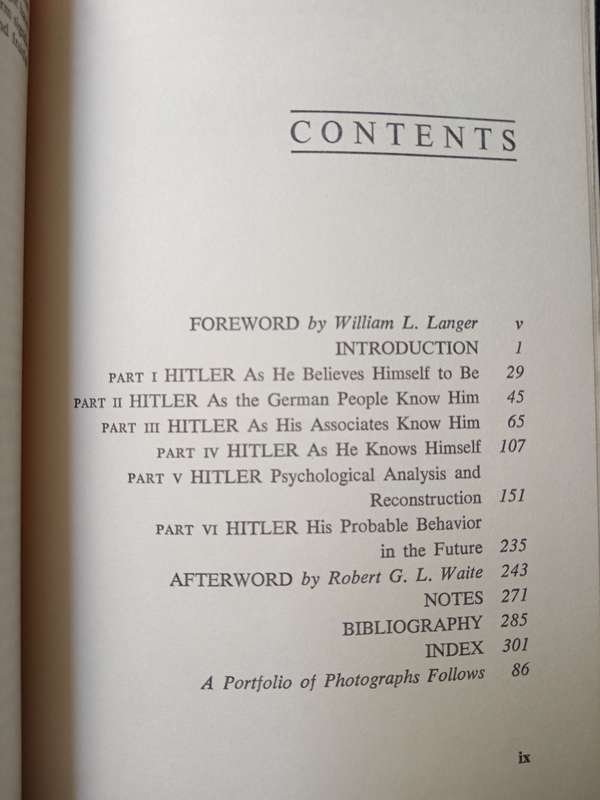 CONTENTS
FOREWORD by William L. Langer v
INTRODUCTION 1
PART I HITLER As He Believes Himself to Be 29
PART II HITLER As the German People Know Him 45
PART III HITLER As His Associates Know Him 65
PART IV HITLER As He Knows Himself 107
PART V HITLER Psychological Analysis and
Reconstruction 151
PART VI HITLER His Probable Behavior
in the Future 235
AFTERWORD by Robert G. L. Waite 243
NOTES 271
BIBLIOGRAPHY 285
INDEX 301
A Portfolio of Photographs Follows 86
ix